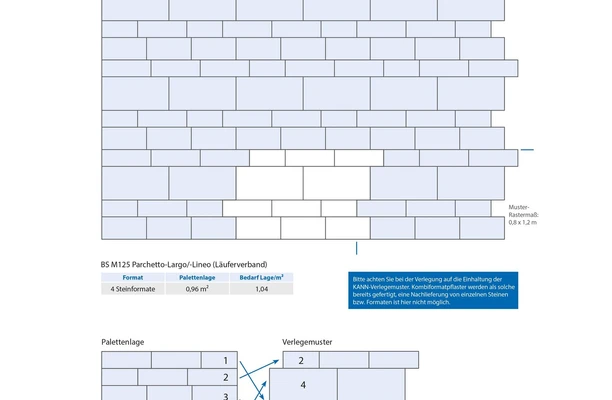 Muster-
Rastermaß:
0,8 x 1,2 m
BS M125 Parchetto-Largo/-Lineo (Läuferverband)
Format Palettenlage Bedarf Lage/m²
4 Steinformate 0,96 m² 1,04
Bitte achten Sie bei der Verlegung auf die Einhaltung der
KANN-Verlegemuster. Kombiformatpflaster werden als solche
bereits gefertigt, eine Nachlieferung von einzelnen Steinen
bzw. Formaten ist hier nicht möglich.
Palettenlage Verlegemuster
1 2
2 4
3